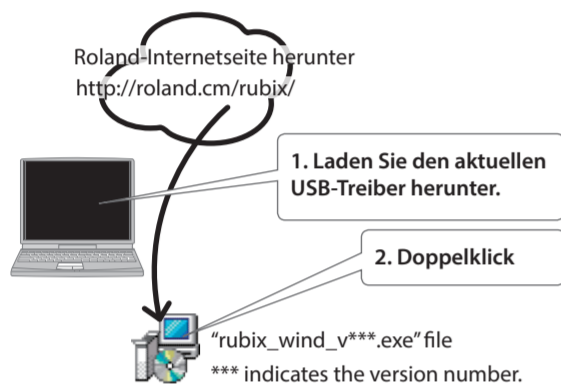 Roland-Internetseite herunter
http://roland.cm/rubix/
1. Laden Sie den aktuellen
USB-Treiber herunter.
2. Doppelklick
“rubix_wind_v***.exe” file
*** indicates the version number.